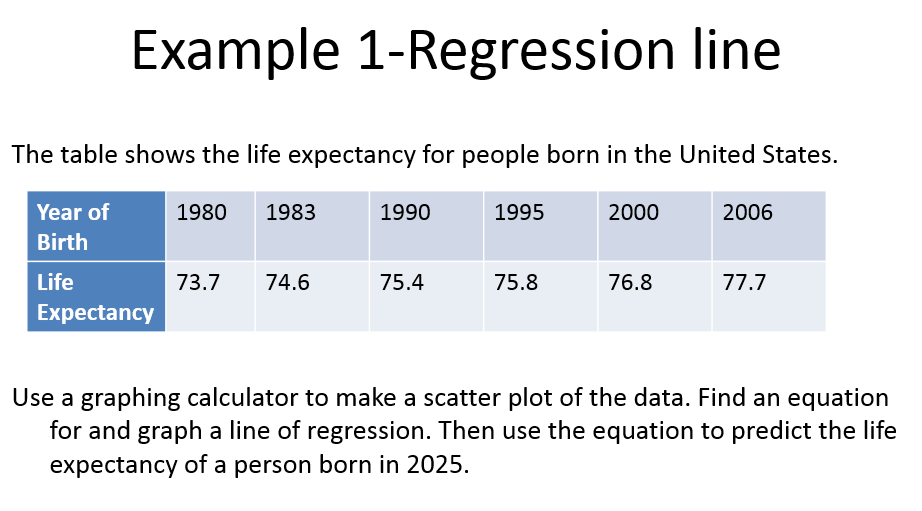 Example 1-Regression line
The table shows the life expectancy for people born in the United States.
Year of Birth 1980 1983 1990 1995 2000 2006
Life Expectancy 73.7 74.6 75.4 75.8 76.8 77.7
Use a graphing calculator to make a scatter plot of the data. Find an equation
for and graph a line of regression. Then use the equation to predict the life
expectancy of a person born in 2025.